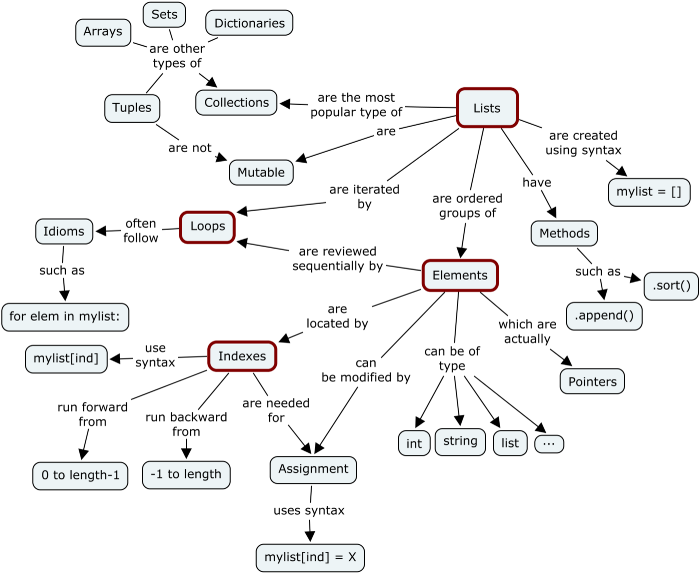 Sets
Arrays
Dictionaries
are other
types of
Tuples
Collections
are the most
popular type of
Lists
are
are not
Mutable
are created
using syntax
mylist = []
have
are iterated
by
are ordered
groups of
Methods
such as
.sort()
.append()
Idioms
often
follow
Loops
such as
for elem in mylist:
are reviewed
sequentially by
Elements
are
located by
which are
actually
Pointers
mylist[ind]
use
syntax
Indexes
can
be modified by
can be of
type
int
string
list
...
run forward
from
run backward
from
are needed
for
0 to length-1
-1 to length
Assignment
uses syntax
mylist[ind] = X